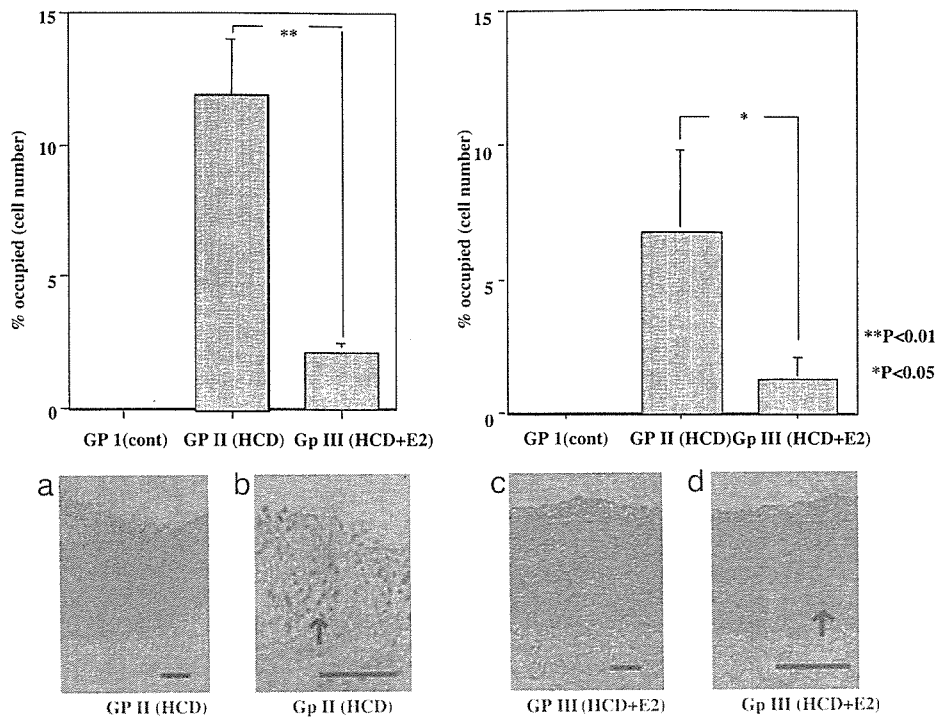 15
10
5
0
% occupied (cell number)
**
GP 1(cont) GP II (HCD) Gp III (HCD+E2)
15
10
5
0
% occupied (cell number)
*
GP 1(cont) GP II (HCD) Gp III (HCD+E2)
**P<0.01
*P<0.05
a
b
c
d
GP II (HCD)
Gp II (HCD)
GP III (HCD+E2)
Gp III (HCD+E2)